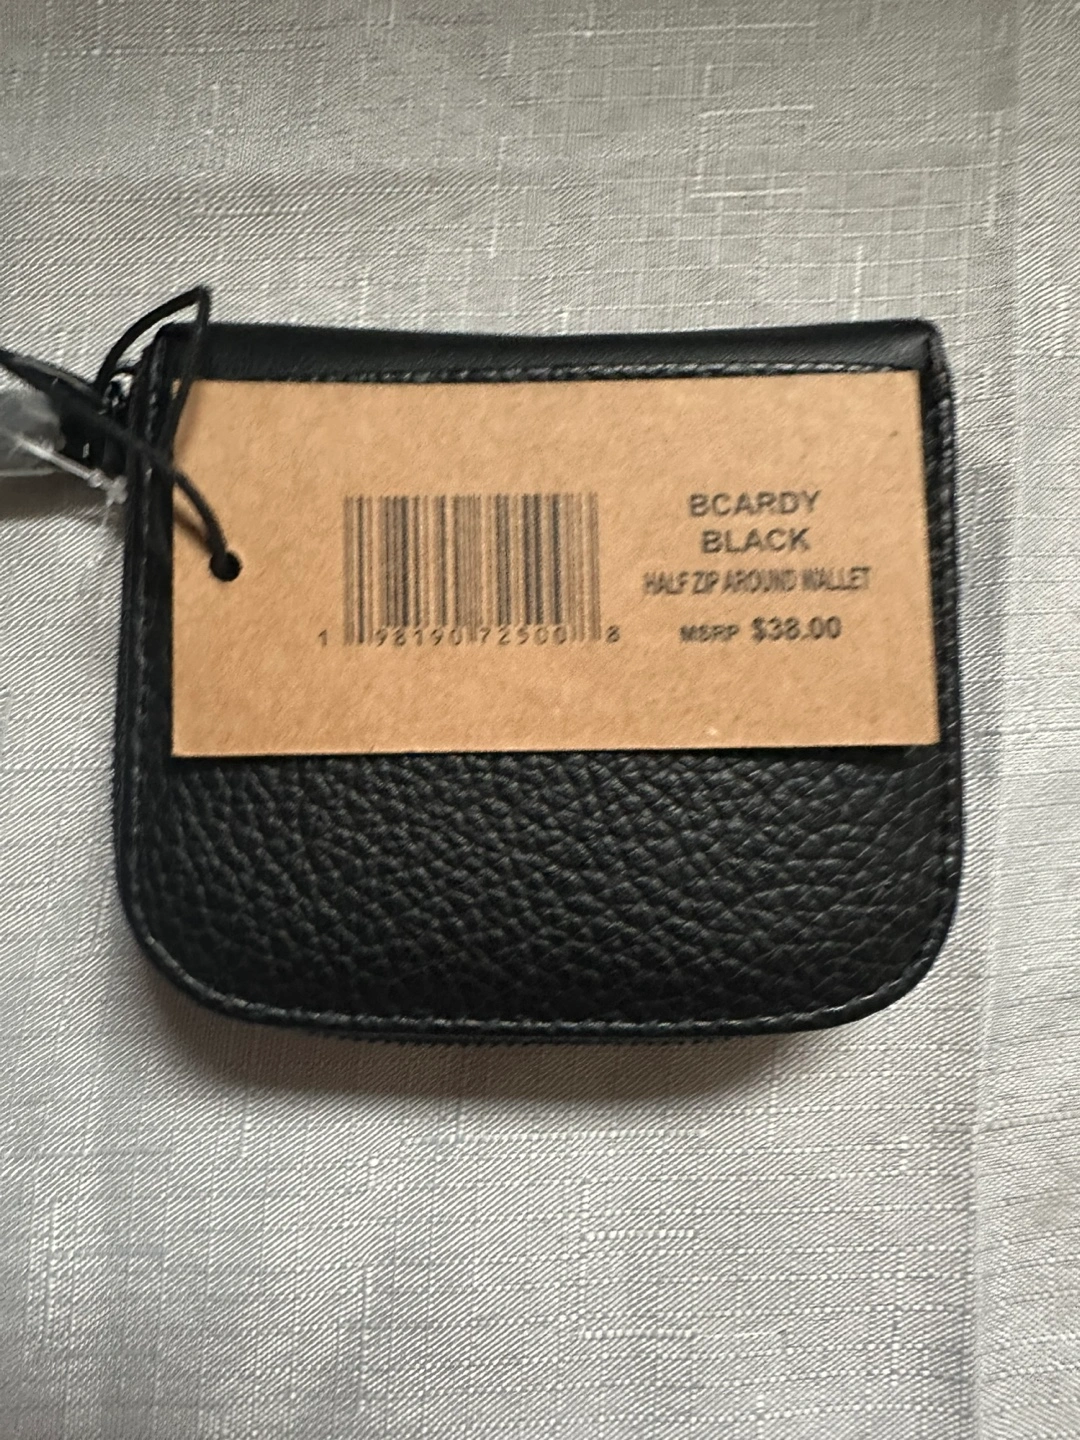 BCARDY
BLACK
HALF ZIP AROUND WALLET
MSRP $38.00
1 98190 72500 8